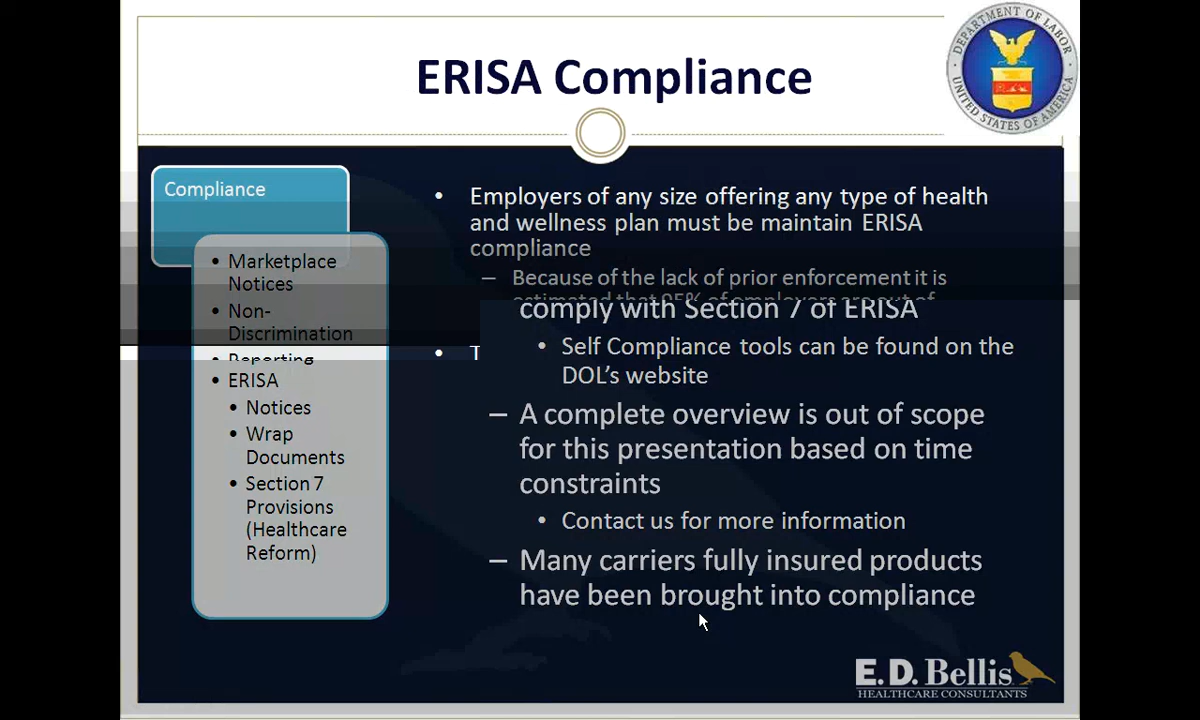 ERISA Compliance
DEPARTMENT OF LABOR
UNITED STATES OF AMERICA
Compliance
• Marketplace
Notices
• Non-
Discrimination
• Reporting
• ERISA
• Notices
• Wrap
Documents
• Section 7
Provisions
(Healthcare
Reform)
• Employers of any size offering any type of health
and wellness plan must be maintain ERISA
compliance
– Because of the lack of prior enforcement it is
estimated that 95% of employers are out of
• T
comply with Section 7 of ERISA
• Self Compliance tools can be found on the
DOL's website
– A complete overview is out of scope
for this presentation based on time
constraints
• Contact us for more information
– Many carriers fully insured products
have been brought into compliance
E.D. Bellis
HEALTHCARE CONSULTANTS